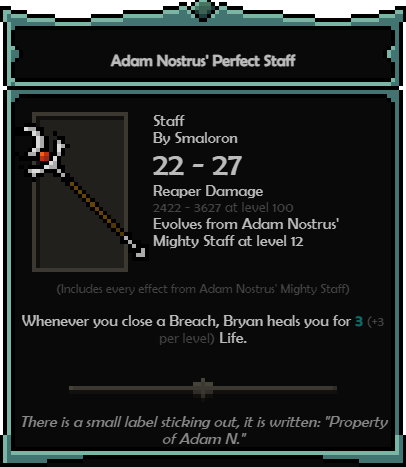 Adam Nostrus' Perfect Staff
Staff
By Smaloron
22 - 27
Reaper Damage
2422 - 3627 at level 100
Evolves from Adam Nostrus'
Mighty Staff at level 12
(Includes every effect from Adam Nostrus' Mighty Staff)
Whenever you close a Breach, Bryan heals you for 3 (+3
per level) Life.
There is a small label sticking out, it is written: "Property
of Adam N."